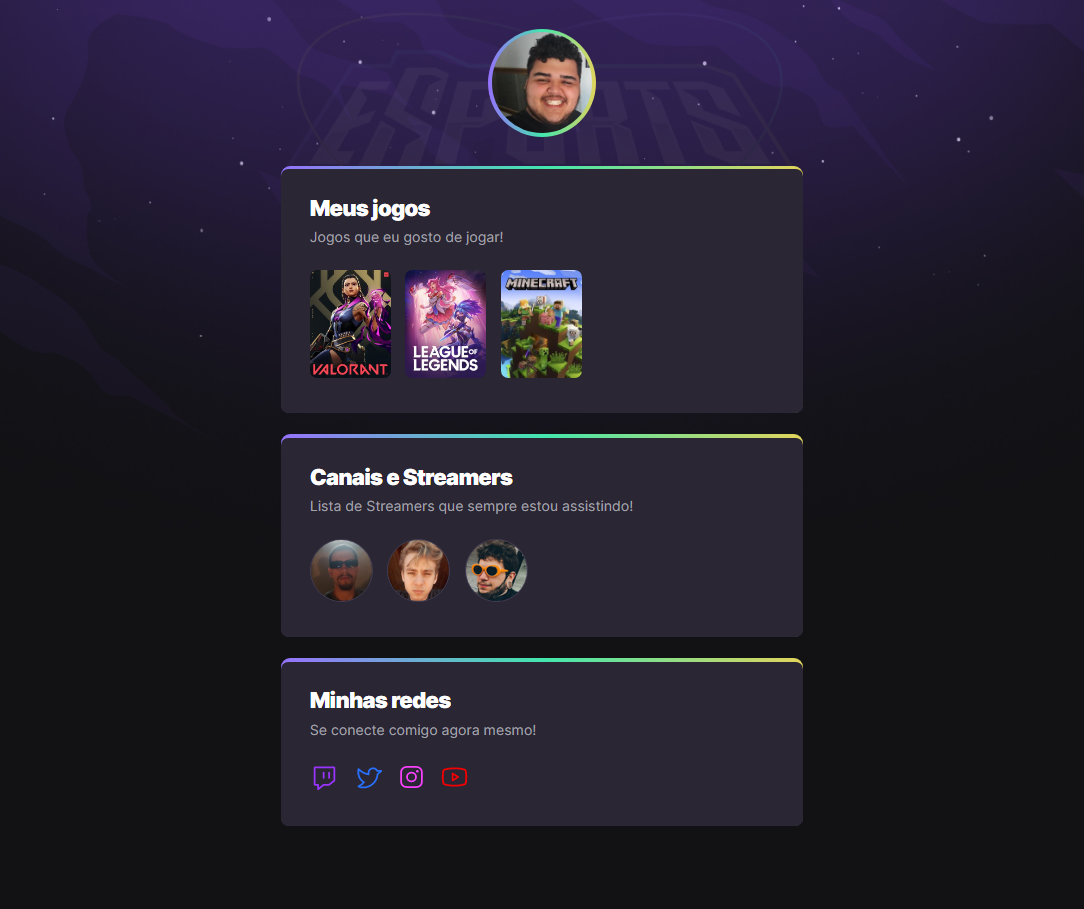 ESPORTS
Meus jogos
Jogos que eu gosto de jogar!
VALORANT
LEAGUE OF
LEGENDS
MINECRAFT
Canais e Streamers
Lista de Streamers que sempre estou assistindo!
Minhas redes
Se conecte comigo agora mesmo!